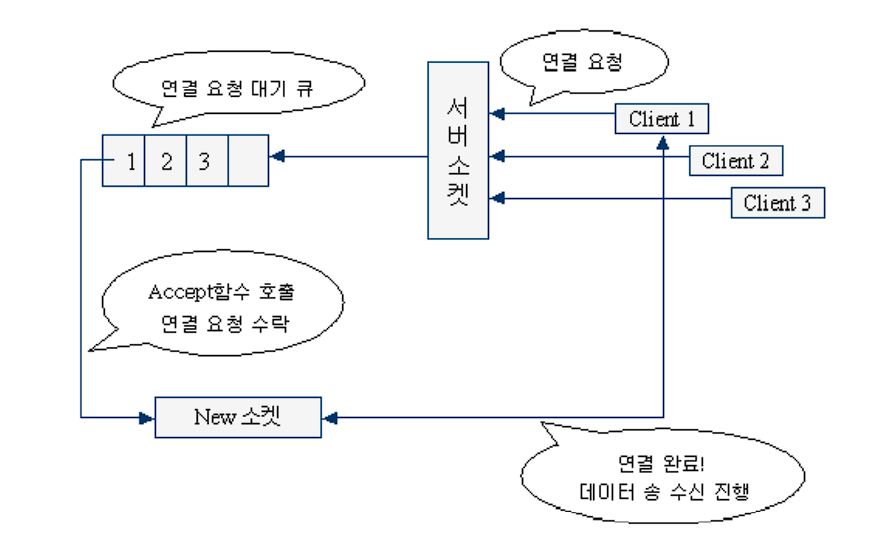 연결 요청
연결 요청 대기 큐
서버소켓
Client 1
Client 2
Client 3
1 2 3
Accept함수 호출
연결 요청 수락
New 소켓
연결 완료!
데이터 송 수신 진행